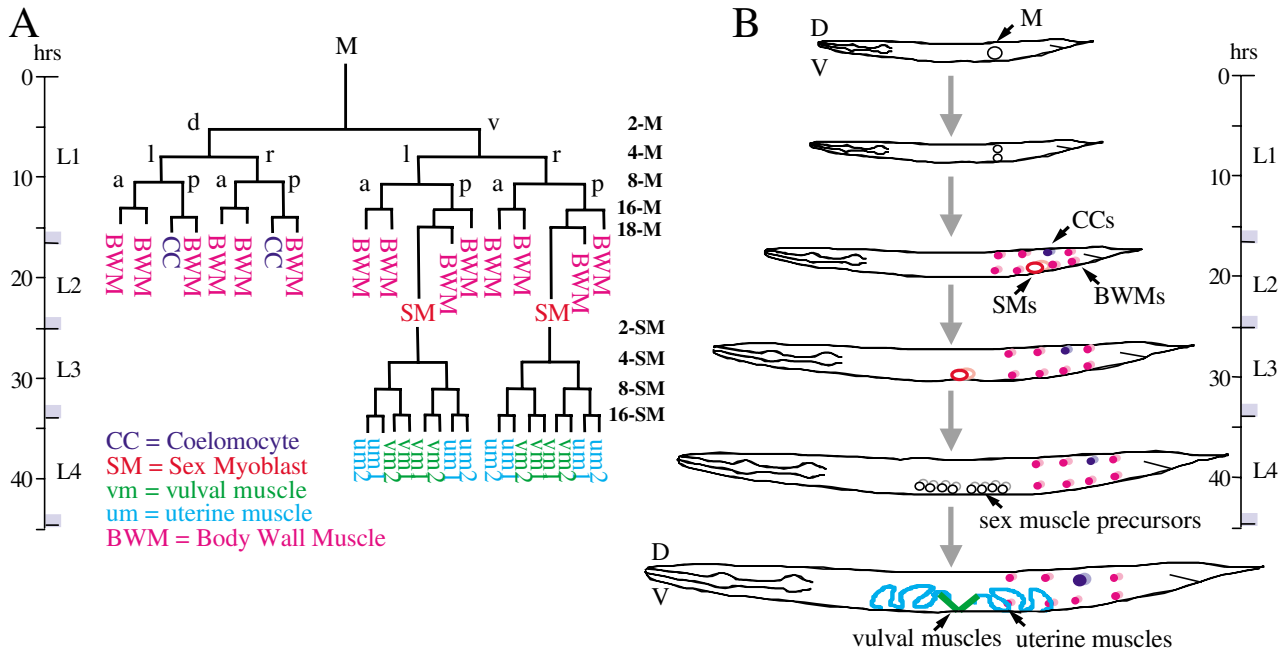 A
hrs
0
10
20
30
40
L1
L2
L3
L4
M
d
v
l
r
l
r
a
p
a
p
a
p
a
p
2-M
4-M
8-M
16-M
18-M
BWM
BWM
CC
BWM
BWM
BWM
CC
BWM
BWM
BWM
BWM
BWM
BWM
BWM
BWM
BWM
SM
SM
2-SM
4-SM
8-SM
16-SM
um2
um1
vm2
vm1
vm1
vm2
um1
um2
um2
um1
vm2
vm1
vm1
vm2
um1
um2
CC = Coelomocyte
SM = Sex Myoblast
vm = vulval muscle
um = uterine muscle
BWM = Body Wall Muscle
B
D
V
M
hrs
0
10
20
30
40
L1
L2
L3
L4
CCs
SMs
BWMs
sex muscle precursors
D
V
vulval muscles
uterine muscles